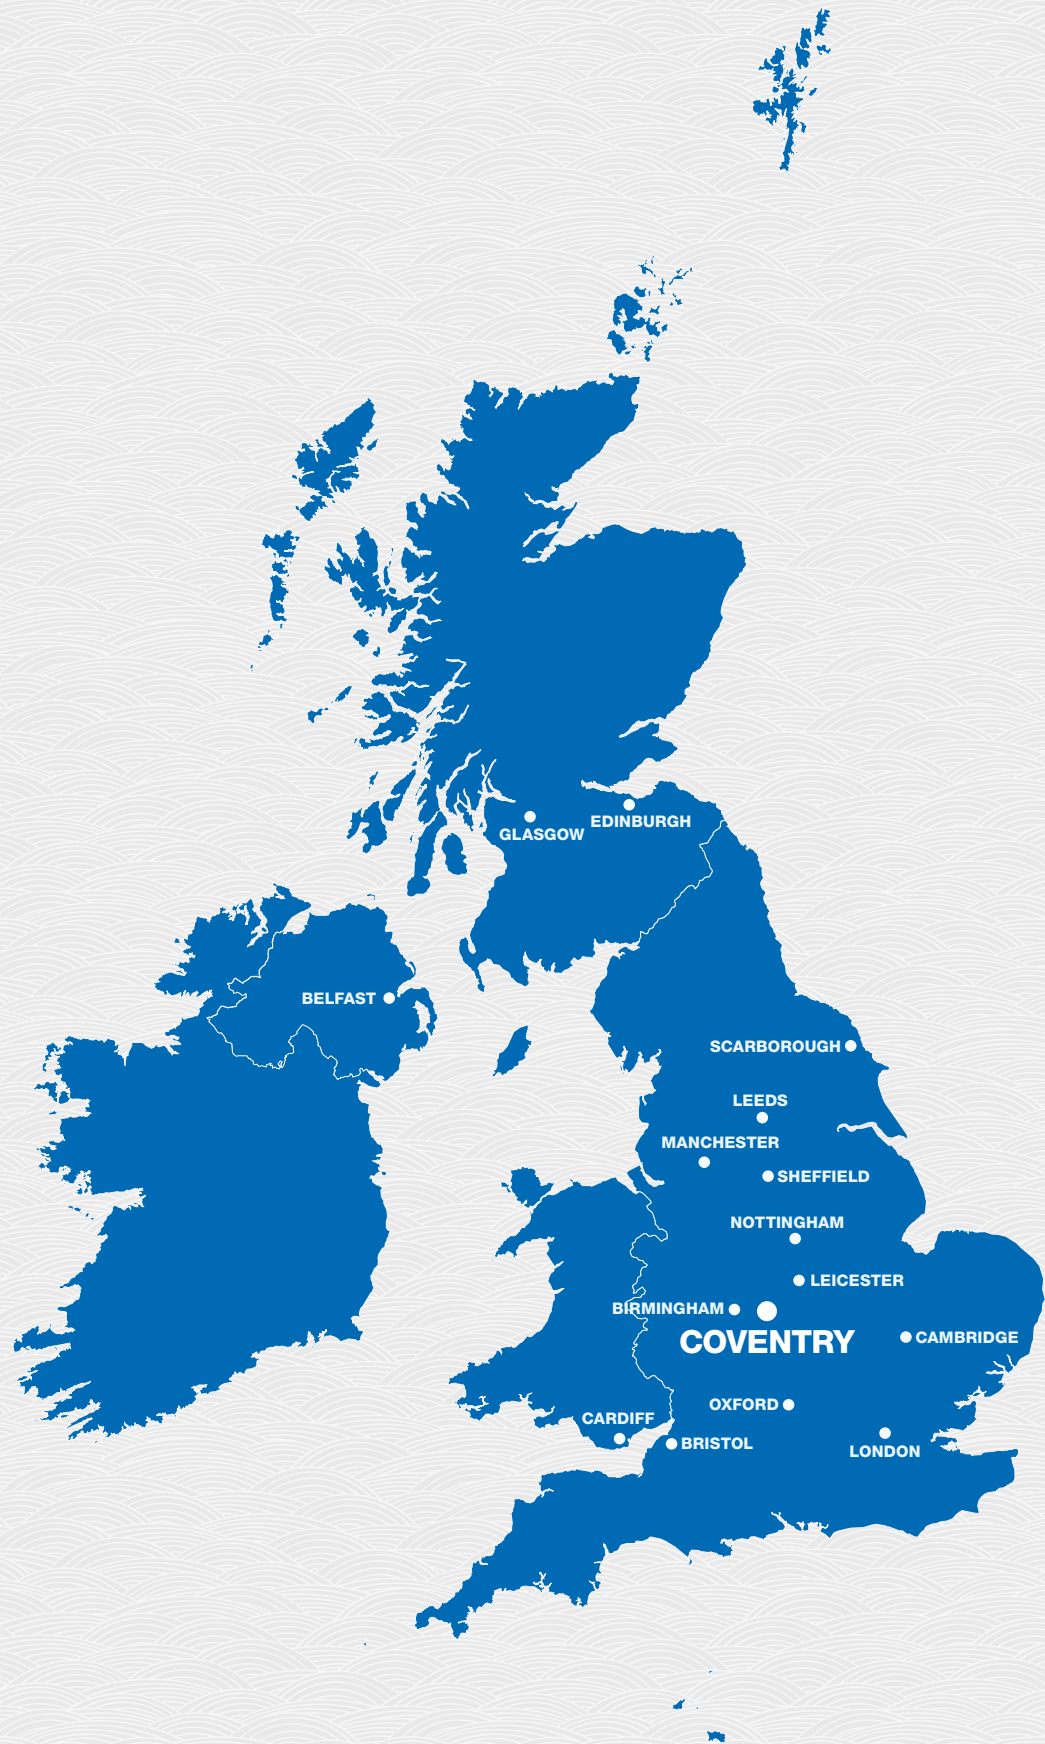 EDINBURGH
GLASGOW
BELFAST
SCARBOROUGH
LEEDS
MANCHESTER
SHEFFIELD
NOTTINGHAM
LEICESTER
BIRMINGHAM
COVENTRY
CAMBRIDGE
OXFORD
CARDIFF
BRISTOL
LONDON